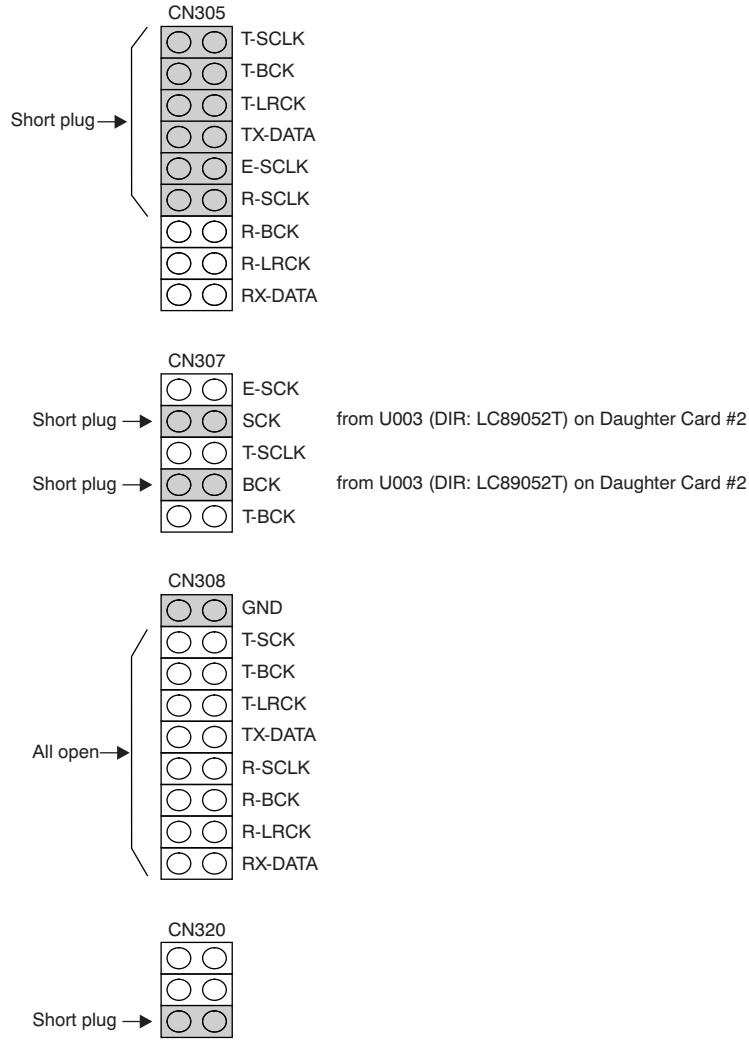 CN305
T-SCLK
T-BCK
T-LRCK
Short plug
TX-DATA
E-SCLK
R-SCLK
R-BCK
R-LRCK
RX-DATA
CN307
E-SCK
Short plug SCK from U003 (DIR: LC89052T) on Daughter Card #2
T-SCLK
Short plug BCK from U003 (DIR: LC89052T) on Daughter Card #2
T-BCK
CN308
GND
T-SCK
T-BCK
T-LRCK
TX-DATA
All open
R-SCLK
R-BCK
R-LRCK
RX-DATA
CN320
Short plug